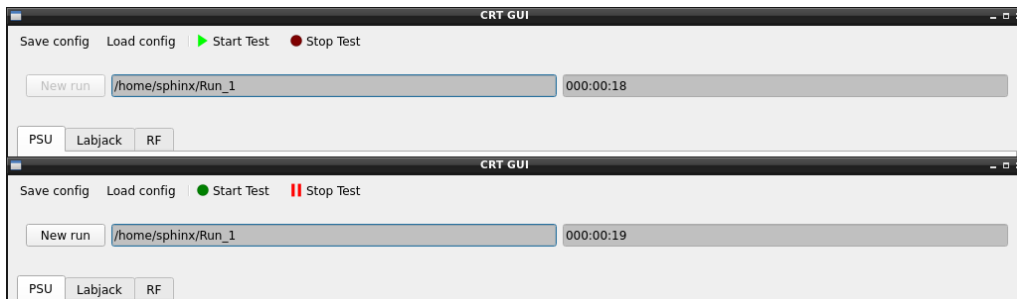 CRT GUI
Save config Load config Start Test Stop Test
New run /home/sphinx/Run_1 000:00:18
PSU Labjack RF
CRT GUI
Save config Load config Start Test Stop Test
New run /home/sphinx/Run_1 000:00:19
PSU Labjack RF